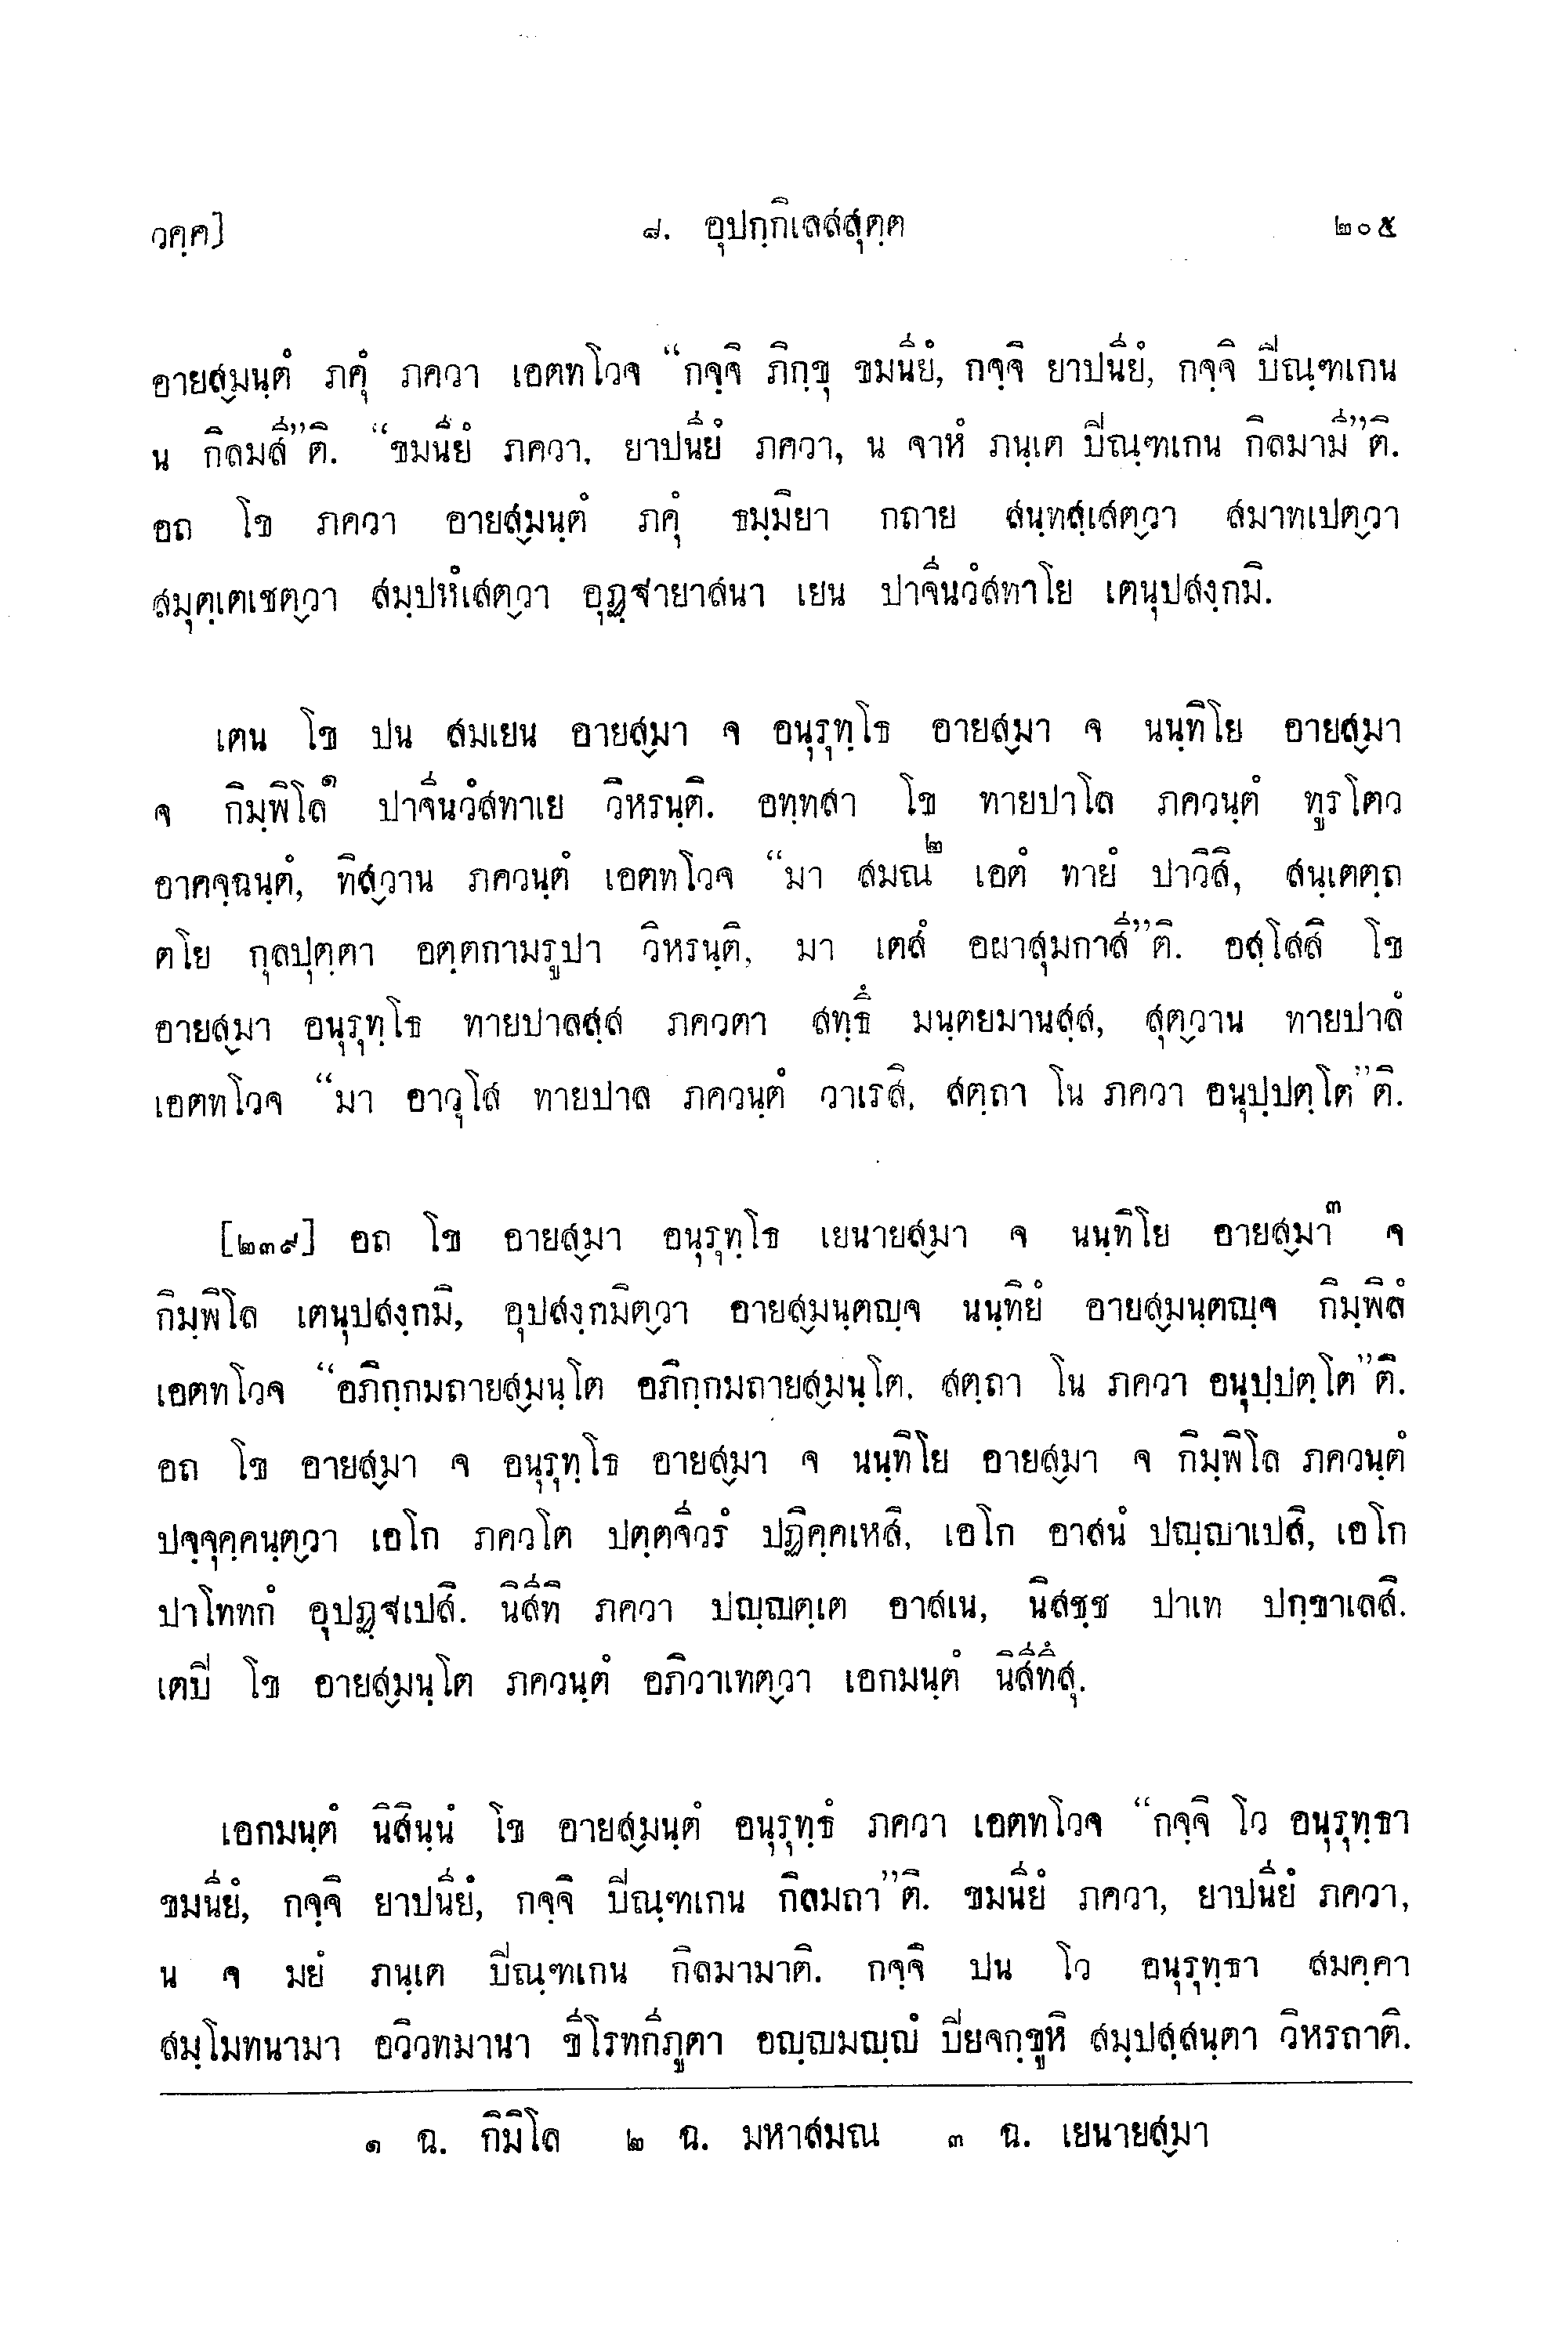 วคฺค]
๘. อุปกฺกิเลสสุตฺต
๒๐๕
อายสฺมนฺตํ ภคุํ ภควา เอตทโวจ “กจฺจิ ภิกฺขุ ขมนียํ, กจฺจิ ยาปนียํ, กจฺจิ ปิณฺฑเกน
น กิลมสี”ติ. “ขมนียํ ภควา, ยาปนียํ ภควา, น จาหํ ภนฺเต ปิณฺฑเกน กิลมามี”ติ.
อถ โข ภควา อายสฺมนฺตํ ภคุํ ธมฺมิยา กถาย สนฺทสฺเสตฺวา สมาทเปตฺวา
สมุตฺเตเชตฺวา สมฺปหํเสตฺวา อุฏฺฐายาสนา เยน ปาจีนวํสทาโย เตนุปสงฺกมิ.
เตน โข ปน สมเยน อายสฺมา จ อนุรุทฺโธ อายสฺมา จ นนฺทิโย อายสฺมา
จ กิมฺพิโล๑ ปาจีนวํสทาเย วิหรนฺติ. อทฺทสา โข ทายปาโล ภควนฺตํ ทูรโตว
อาคจฺฉนฺตํ, ทิสฺวาน ภควนฺตํ เอตทโวจ “มา สมณ๒ เอตํ ทายํ ปาวิสิ, สนฺเตตฺถ
ตโย กุลปุตฺตา อตฺตกามรูปา วิหรนฺติ, มา เตสํ อผาสุมกาสี”ติ. อสฺโสสิ โข
อายสฺมา อนุรุทฺโธ ทายปาลสฺส ภควตา สทฺธึ มนฺตยมานสฺส, สุตฺวาน ทายปาลํ
เอตทโวจ “มา อาวุโส ทายปาล ภควนฺตํ วาเรสิ, สตฺถา โน ภควา อนุปฺปตฺโต”ติ.
[๒๓๙] อถ โข อายสฺมา อนุรุทฺโธ เยนายสฺมา จ นนฺทิโย อายสฺมา๓ จ
กิมฺพิโล เตนุปสงฺกมิ, อุปสงฺกมิตฺวา อายสฺมนฺตญฺจ นนฺทิยํ อายสฺมนฺตญฺจ กิมฺพิลํ
เอตทโวจ “อภิกฺกมถายสฺมนฺโต อภิกฺกมถายสฺมนฺโต, สตฺถา โน ภควา อนุปฺปตฺโต”ติ.
อถ โข อายสฺมา จ อนุรุทฺโธ อายสฺมา จ นนฺทิโย อายสฺมา จ กิมฺพิโล ภควนฺตํ
ปจฺจุคฺคนฺตฺวา เอโก ภควโต ปตฺตจีวรํ ปฏิคฺคเหสิ, เอโก อาสนํ ปญฺญาเปสิ, เอโก
ปาโททกํ อุปฏฺฐเปสิ. นิสีทิ ภควา ปญฺญตฺเต อาสเน, นิสชฺช ปาเท ปกฺขาเลสิ.
เตปิ โข อายสฺมนฺโต ภควนฺตํ อภิวาเทตฺวา เอกมนฺตํ นิสีทึสุ.
เอกมนฺตํ นิสินฺนํ โข อายสฺมนฺตํ อนุรุทฺธํ ภควา เอตทโวจ “กจฺจิ โว อนุรุทฺธา
ขมนียํ, กจฺจิ ยาปนียํ, กจฺจิ ปิณฺฑเกน กิลมถา”ติ. ขมนียํ ภควา, ยาปนียํ ภควา,
น จ มยํ ภนฺเต ปิณฺฑเกน กิลมามาติ. กจฺจิ ปน โว อนุรุทฺธา สมคฺคา
สมฺโมทนามา อวิวทมานา ขีโรทกีภูตา อญฺญมญฺญํ ปิยจกฺขูหิ สมฺปสฺสนฺตา วิหรถาติ.
๑ ฉ. กิมิโล ๒ ฉ. มหาสมณ ๓ ฉ. เยนายสฺมา